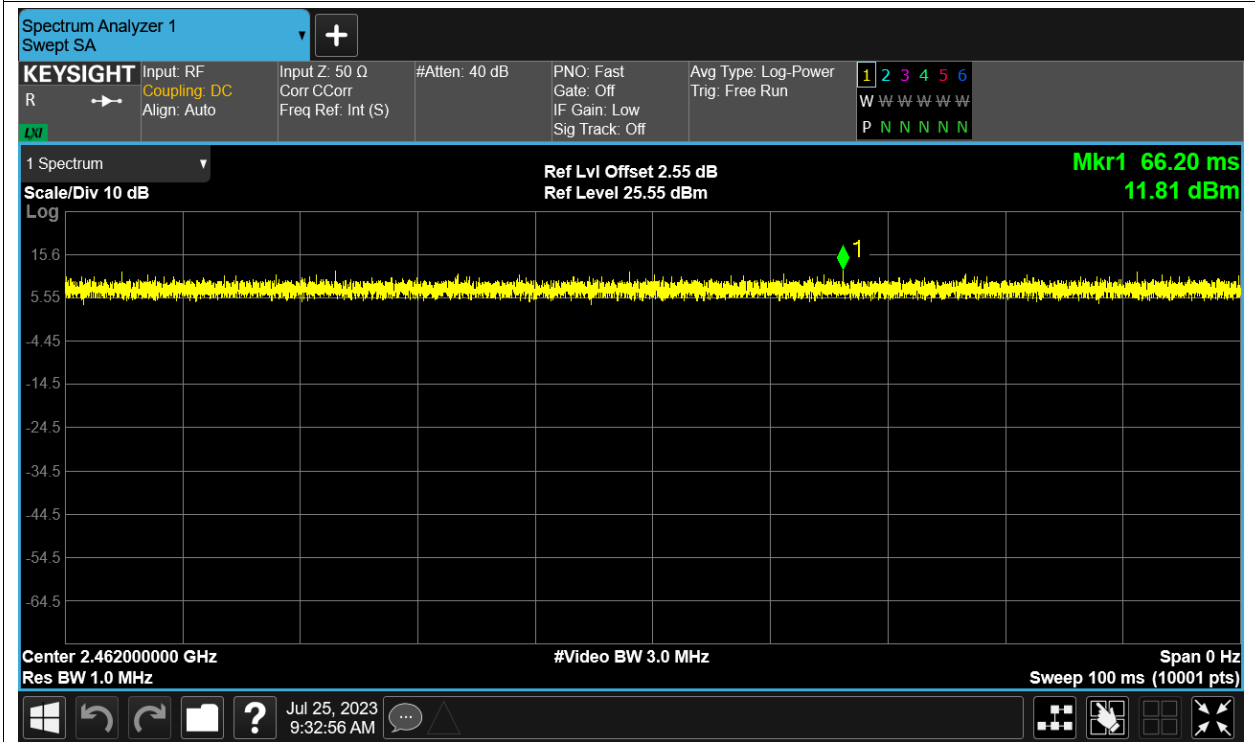 Spectrum Analyzer 1
Swept SA
KEYSIGHT
R
LXI
Input: RF
Coupling: DC
Align: Auto
Input Z: 50 Ω
Corr CCorr
Freq Ref: Int (S)
#Atten: 40 dB
PNO: Fast
Gate: Off
IF Gain: Low
Sig Track: Off
Avg Type: Log-Power
Trig: Free Run
1 2 3 4 5 6
W W W W W W
P N N N N N
1 Spectrum
Scale/Div 10 dB
Log
Ref Lvl Offset 2.55 dB
Ref Level 25.55 dBm
Mkr1 66.20 ms
11.81 dBm
1
15.6
5.55
-4.45
-14.5
-24.5
-34.5
-44.5
-54.5
-64.5
Center 2.462000000 GHz
Res BW 1.0 MHz
#Video BW 3.0 MHz
Span 0 Hz
Sweep 100 ms (10001 pts)
?
Jul 25, 2023
9:32:56 AM